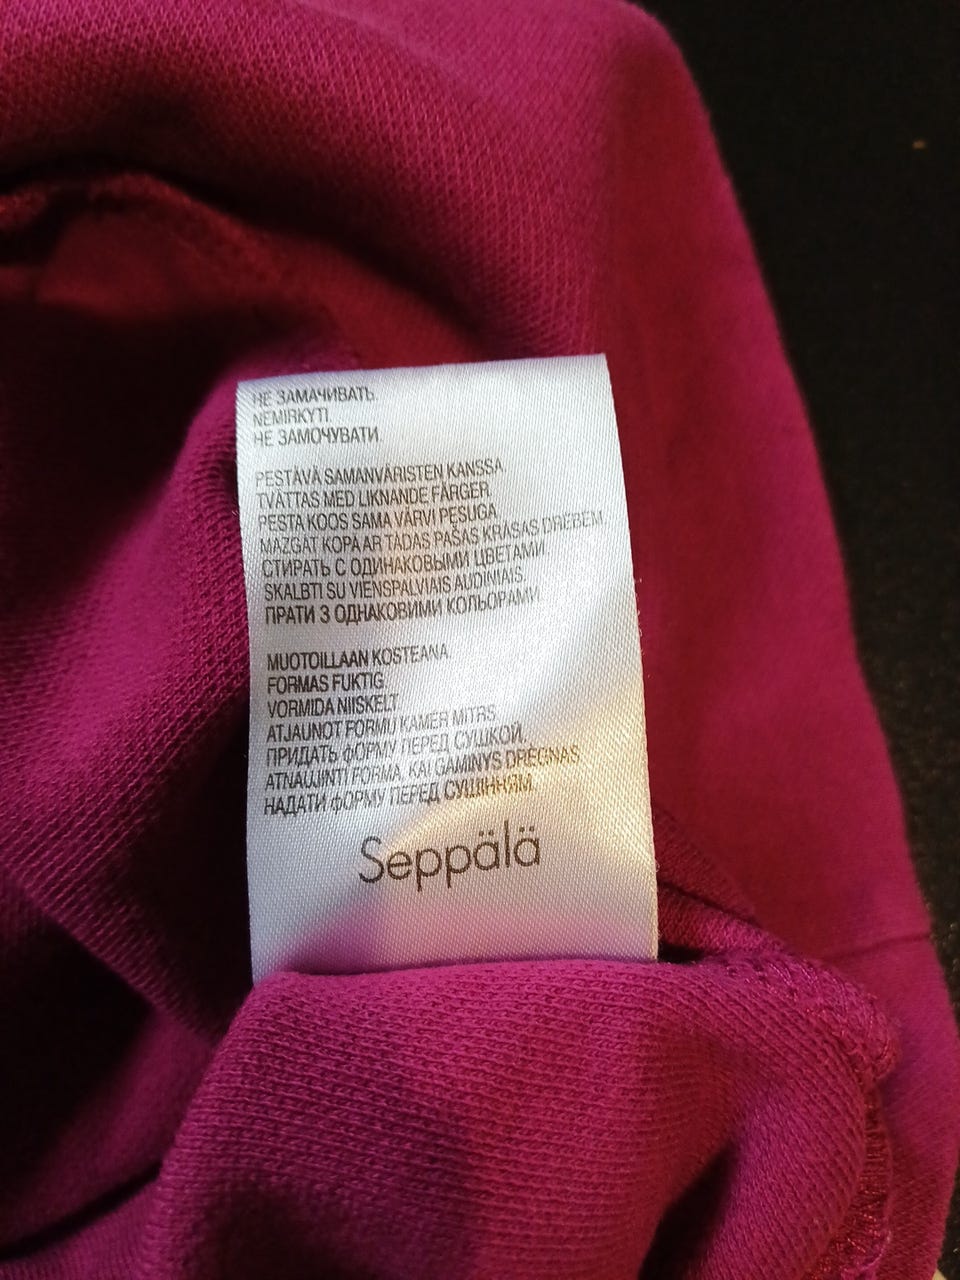 НЕ ЗАМАЧИВАТЬ.
NEMIRKYTI.
НЕ ЗАМОЧУВАТИ.
PESTÄVÄ SAMANVÄRISTEN KANSSA.
TVÄTTAS MED LIKNANDE FÄRGER.
PESTA KOOS SAMA VÄRVI PESUGA.
MAZGĀT KOPĀ AR TĀDAS PAŠAS KRĀSAS DRĒBĒM.
СТИРАТЬ С ОДИНАКОВЫМИ ЦВЕТАМИ.
SKALBTI SU VIENSPALVIAIS AUDINIAIS.
ПРАТИ З ОДНАКОВИМИ КОЛЬОРАМИ.
MUOTOILLAAN KOSTEANA.
FORMAS FUKTIG.
VORMIDA NIISKELT.
ATJAUNOT FORMU KAMĒR MITRS.
ПРИДАТЬ ФОРМУ ПЕРЕД СУШКОЙ.
ATNAUJINTI FORMĄ, KAI GAMINYS DRĖGNAS
НАДАТИ ФОРМУ ПЕРЕД СУШІННЯМ.
Seppälä